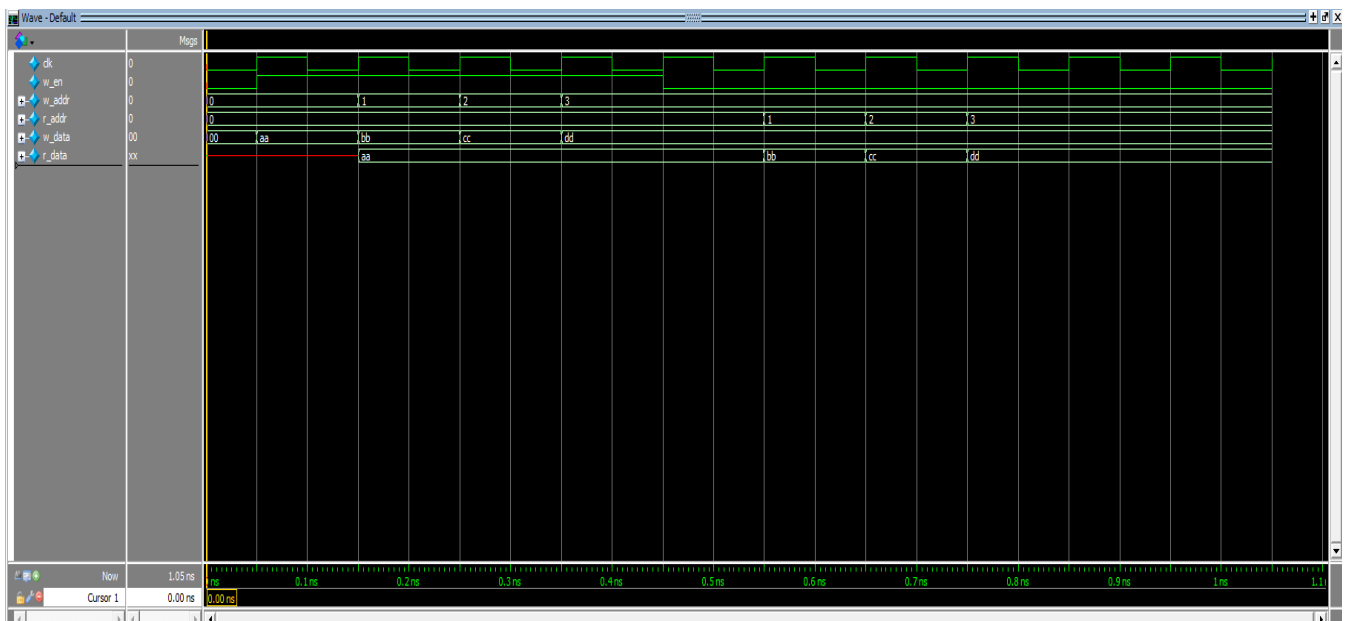 Wave - Default
Msgs
clk 0
w_en 0
w_addr 0 0 1 2 3
r_addr 0 0 1 2 3
w_data 00 00 aa bb cc dd
r_data xx aa bb cc dd
Now 1.05 ns ns 0.1 ns 0.2 ns 0.3 ns 0.4 ns 0.5 ns 0.6 ns 0.7 ns 0.8 ns 0.9 ns 1 ns 1.1
Cursor 1 0.00 ns 0.00 ns